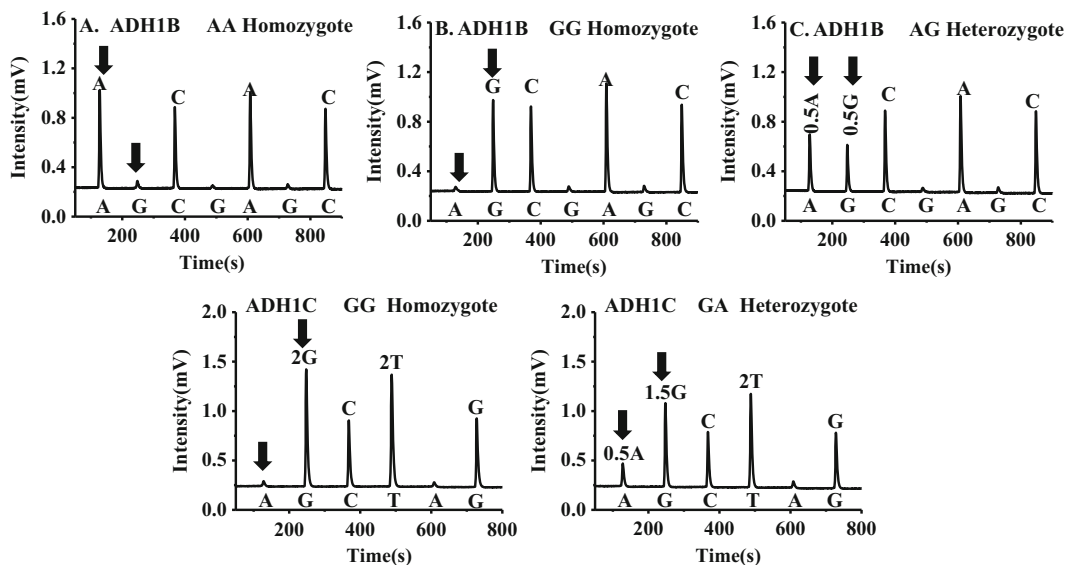 A. ADH1B AA Homozygote
Intensity(mV)
1.6
1.2
0.8
0.4
0.0
A C A C
A G C G A G C
200 400 600 800
Time(s)
B. ADH1B GG Homozygote
Intensity(mV)
1.6
1.2
0.8
0.4
0.0
G C A C
A G C G A G C
200 400 600 800
Time(s)
C. ADH1B AG Heterozygote
Intensity(mV)
1.6
1.2
0.8
0.4
0.0
0.5A 0.5G C A C
A G C G A G C
200 400 600 800
Time(s)
ADH1C GG Homozygote
Intensity(mV)
2.0
1.5
1.0
0.5
0.0
2G C 2T G
A G C T A G
200 400 600 800
Time(s)
ADH1C GA Heterozygote
Intensity(mV)
2.0
1.5
1.0
0.5
0.0
0.5A 1.5G C 2T G
A G C T A G
200 400 600 800
Time(s)